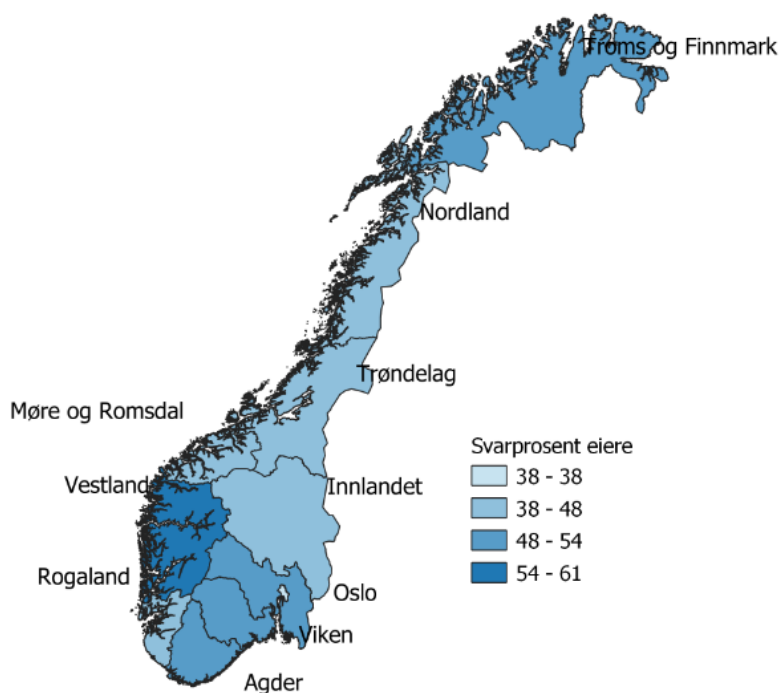 Troms og Finnmark
Nordland
Trøndelag
Møre og Romsdal
Svarprosent eiere
38 - 38
38 - 48
48 - 54
54 - 61
Vestland
Innlandet
Rogaland
Oslo
Viken
Agder